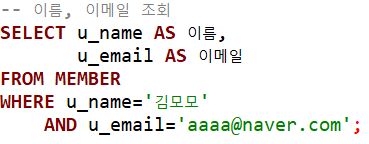 -- 이름, 이메일 조회
SELECT u_name AS 이름,
u_email AS 이메일
FROM MEMBER
WHERE u_name='김모모'
AND u_email='aaaa@naver.com';